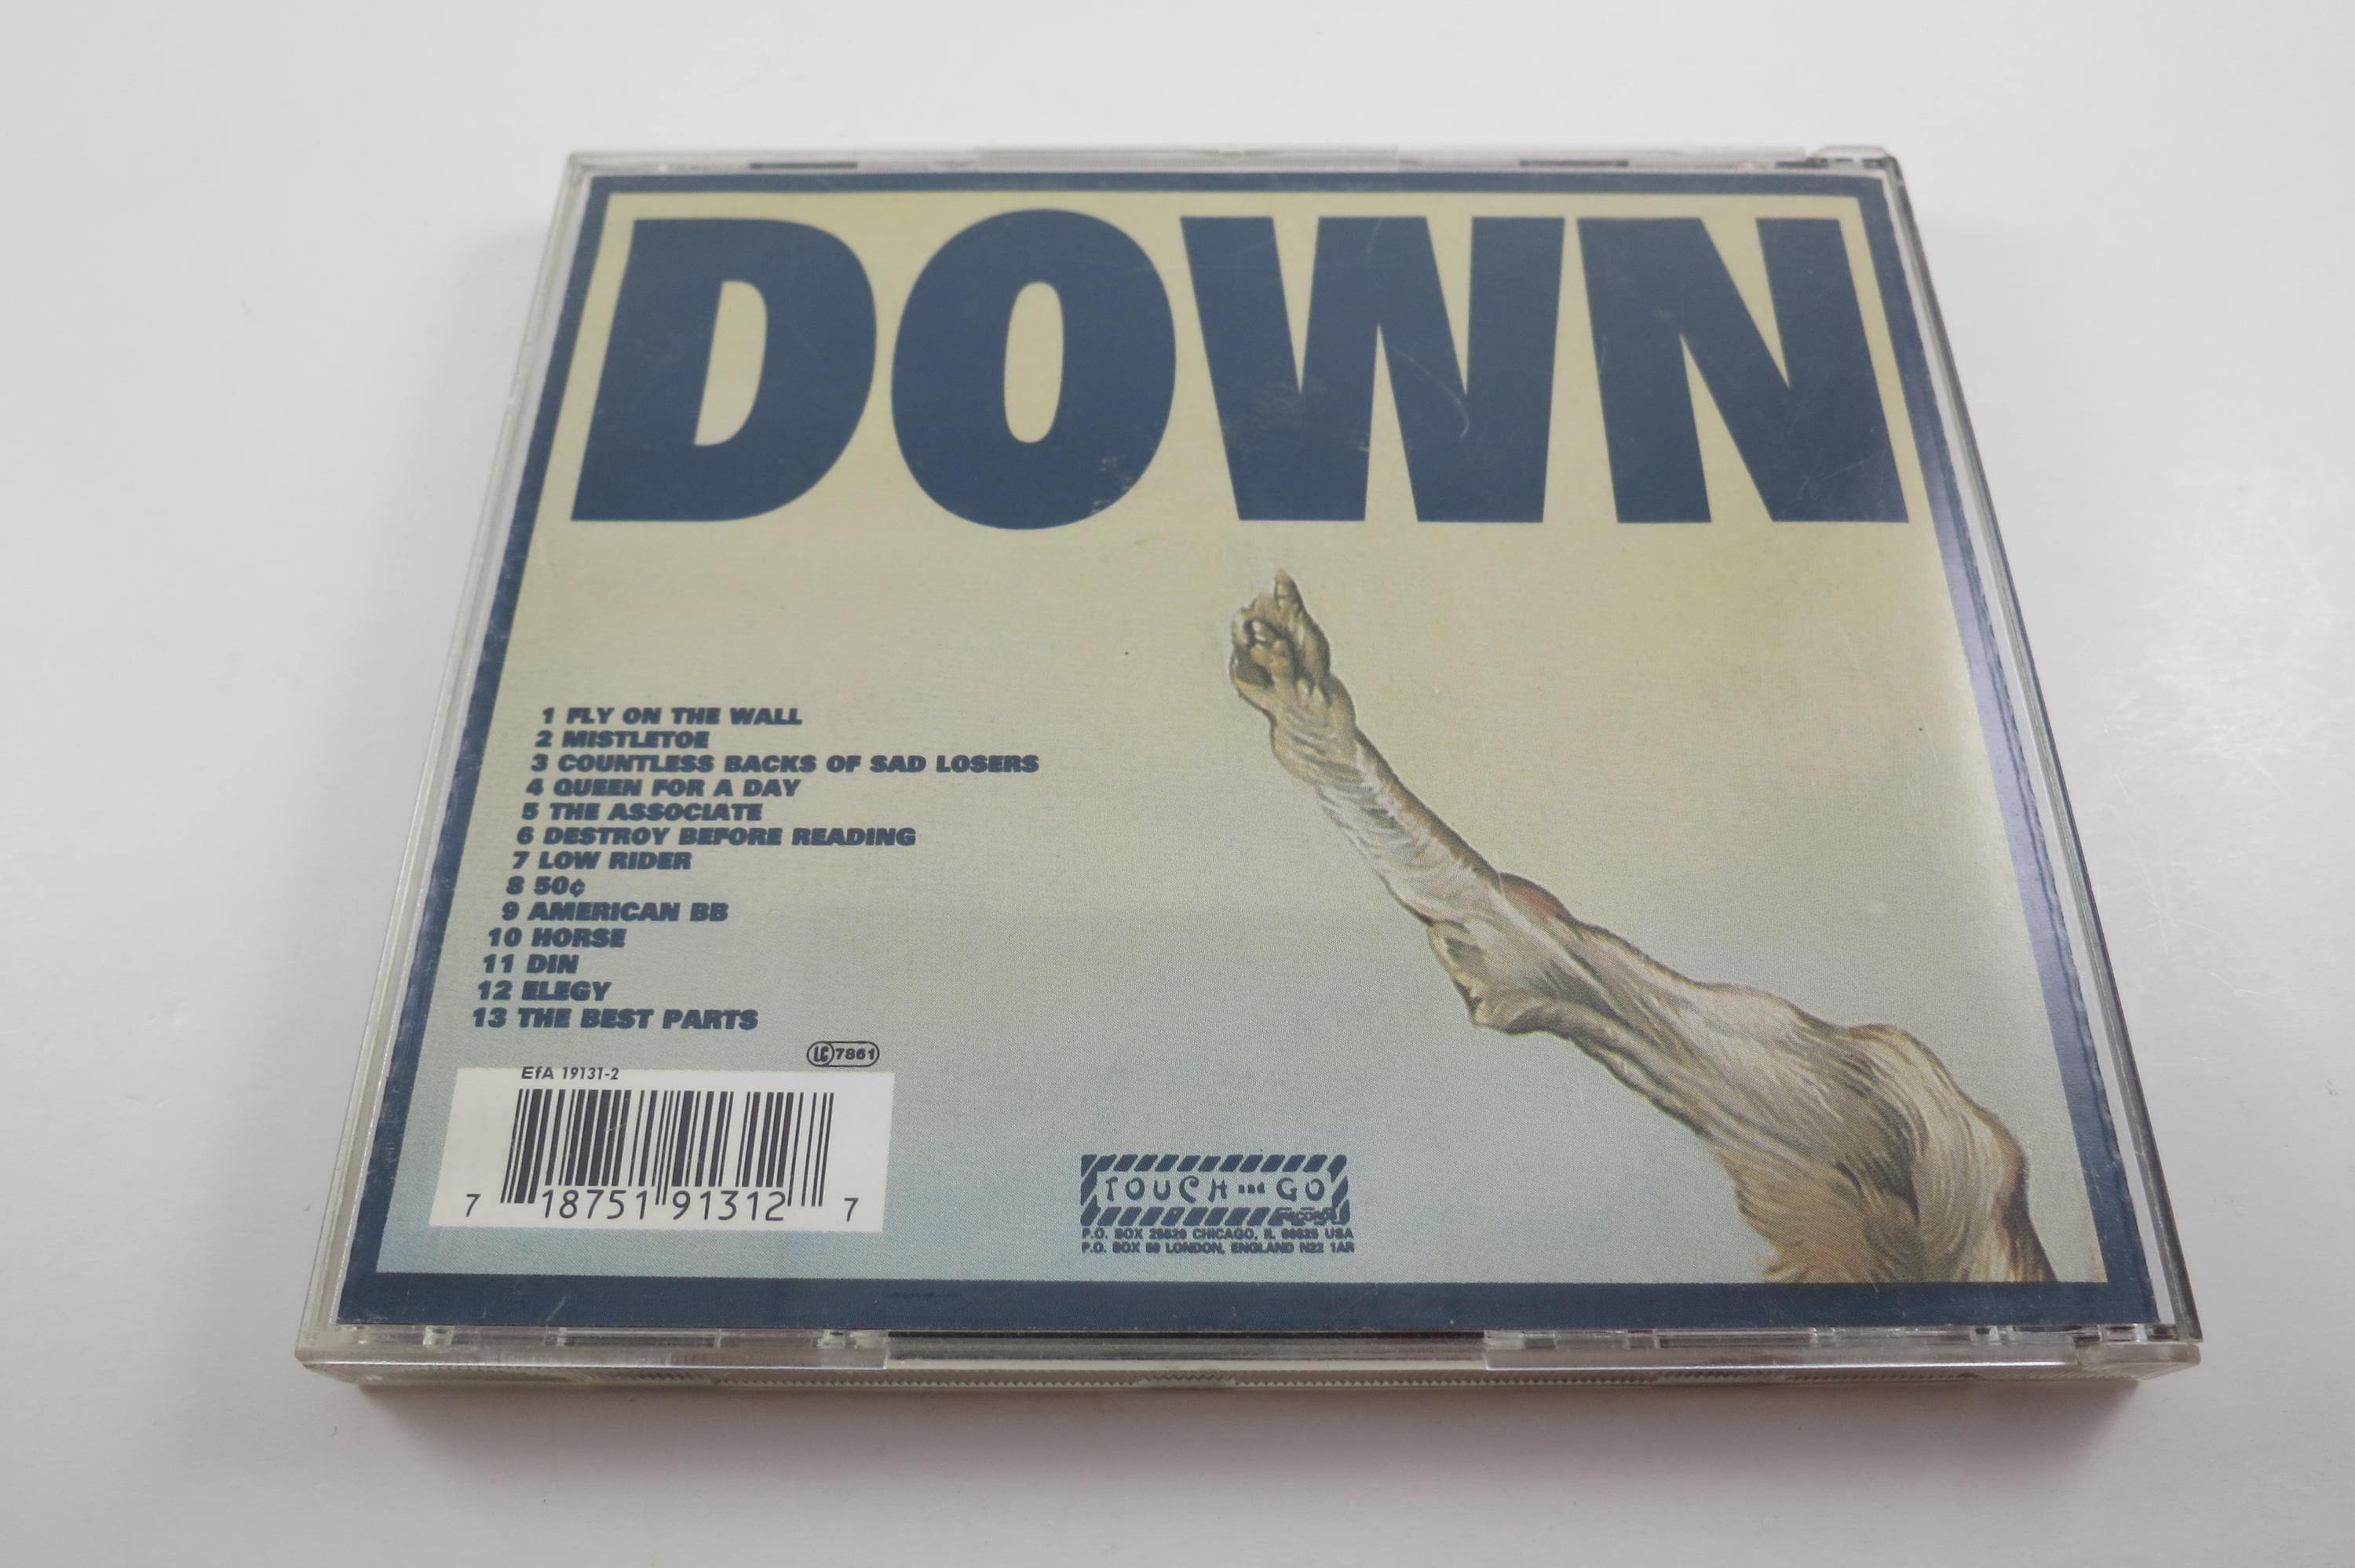 DOWN
1 FLY ON THE WALL
2 MISTLETOE
3 COUNTLESS BACKS OF SAD LOSERS
4 QUEEN FOR A DAY
5 THE ASSOCIATE
6 DESTROY BEFORE READING
7 LOW RIDER
8 50¢
9 AMERICAN BB
10 HORSE
11 DIN
12 ELEGY
13 THE BEST PARTS
LC 7861
EfA 19131-2
7 18751 91312 7
TOUCH and GO
RECORDS
P.O. BOX 25520 CHICAGO, IL 60625 USA
P.O. BOX 59 LONDON, ENGLAND N22 1AR